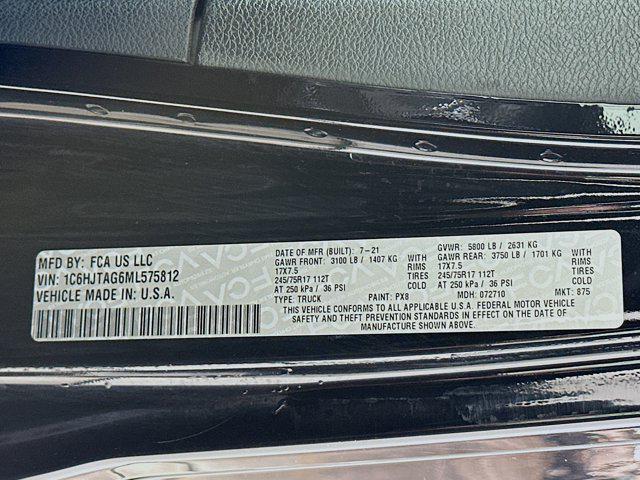 MFD BY: FCA US LLC
VIN: 1C6HJTAG6ML575812
VEHICLE MADE IN: U.S.A.
DATE OF MFR (BUILT): 7-21
GVWR: 5800 LB / 2631 KG
GAWR FRONT: 3100 LB / 1407 KG WITH
GAWR REAR: 3750 LB / 1701 KG WITH
17X7.5 RIMS
17X7.5 RIMS
245/75R17 112T TIRES
245/75R17 112T TIRES
AT 250 kPa / 36 PSI COLD
AT 250 kPa / 36 PSI COLD
TYPE: TRUCK PAINT: PX8 MDH: 072710 MKT: 875
THIS VEHICLE CONFORMS TO ALL APPLICABLE U.S.A. FEDERAL MOTOR VEHICLE
SAFETY AND THEFT PREVENTION STANDARDS IN EFFECT ON THE DATE OF
MANUFACTURE SHOWN ABOVE.